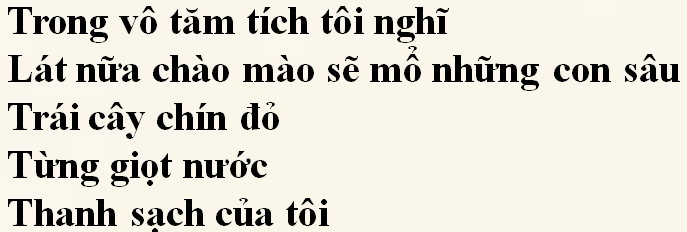 Trong vô tăm tích tôi nghĩ
Lát nữa chào mào sẽ mổ những con sâu
Trái cây chín đỏ
Từng giọt nước
Thanh sạch của tôi